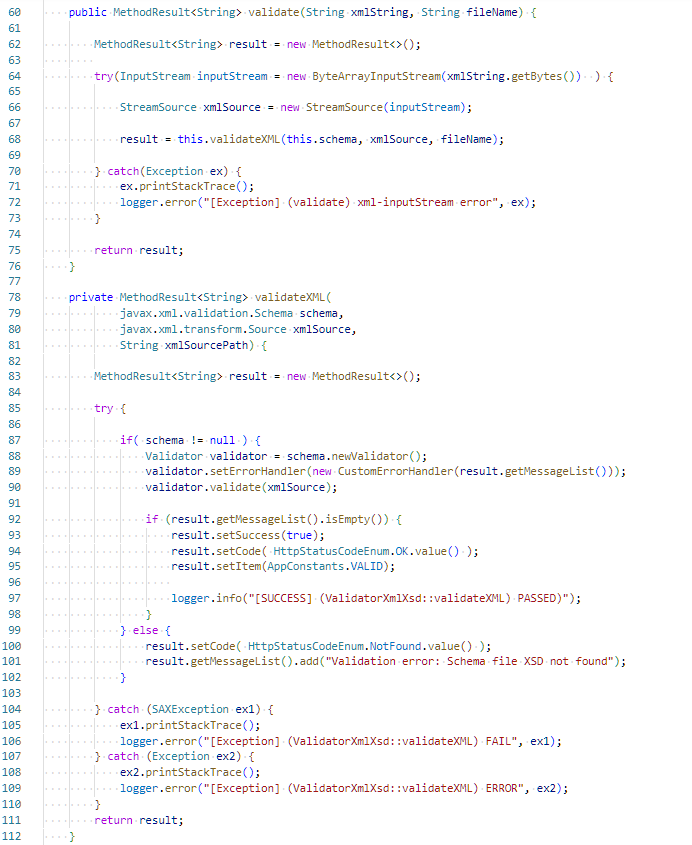 60 public MethodResult<String> validate(String xmlString, String fileName) {
61
62 MethodResult<String> result = new MethodResult<>();
63
64 try(InputStream inputStream = new ByteArrayInputStream(xmlString.getBytes())  ) {
65
66 StreamSource xmlSource = new StreamSource(inputStream);
67
68 result = this.validateXML(this.schema, xmlSource, fileName);
69
70 } catch(Exception ex) {
71 ex.printStackTrace();
72 logger.error("[Exception] (validate) xml-inputStream error", ex);
73 }
74
75 return result;
76 }
77
78 private MethodResult<String> validateXML(
79 javax.xml.validation.Schema schema,
80 javax.xml.transform.Source xmlSource,
81 String xmlSourcePath) {
82
83 MethodResult<String> result = new MethodResult<>();
84
85 try {
86
87 if( schema != null ) {
88 Validator validator = schema.newValidator();
89 validator.setErrorHandler(new CustomErrorHandler(result.getMessageList()));
90 validator.validate(xmlSource);
91
92 if (result.getMessageList().isEmpty()) {
93 result.setSuccess(true);
94 result.setCode( HttpStatusCodeEnum.OK.value() );
95 result.setItem(AppConstants.VALID);
96
97 logger.info("[SUCCESS] (ValidatorXmlXsd::validateXML) PASSED)");
98 }
99 } else {
100 result.setCode( HttpStatusCodeEnum.NotFound.value() );
101 result.getMessageList().add("Validation error: Schema file XSD not found");
102 }
103
104 } catch (SAXException ex1) {
105 ex1.printStackTrace();
106 logger.error("[Exception] (ValidatorXmlXsd::validateXML) FAIL", ex1);
107 } catch (Exception ex2) {
108 ex2.printStackTrace();
109 logger.error("[Exception] (ValidatorXmlXsd::validateXML) ERROR", ex2);
110 }
111 return result;
112 }